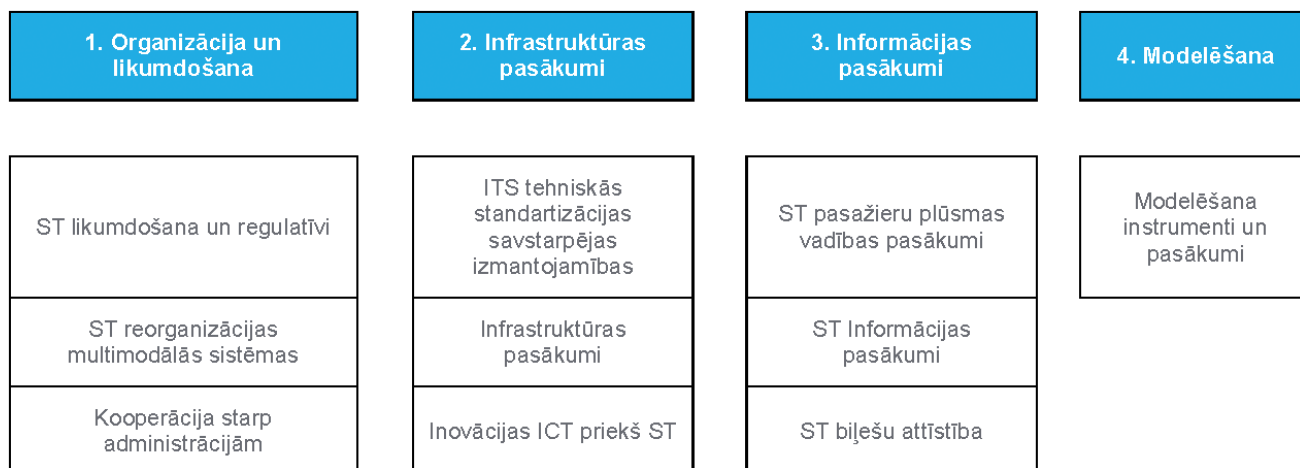 1. Organizācija un
likumdošana
2. Infrastruktūras
pasākumi
3. Informācijas
pasākumi
4. Modelēšana
ST likumdošana un regulatīvi
ITS tehniskās
standartizācijas
savstarpējas
izmantojamības
ST pasažieru plūsmas
vadības pasākumi
Modelēšana
instrumenti un
pasākumi
ST reorganizācijas
multimodālās sistēmas
Infrastruktūras
pasākumi
ST Informācijas
pasākumi
Kooperācija starp
administrācijām
Inovācijas ICT priekš ST
ST biļešu attīstība